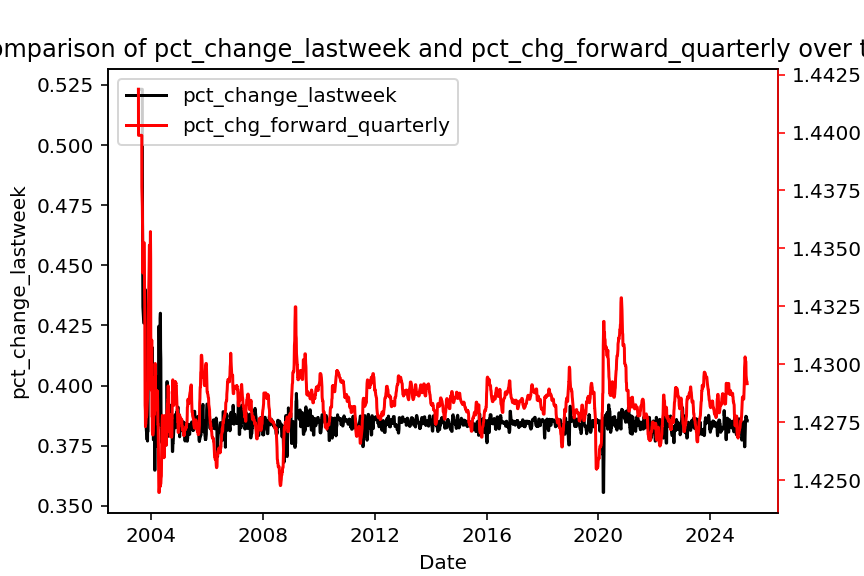 omparison of pct_change_lastweek and pct_chg_forward_quarterly over t
pct_change_lastweek
pct_chg_forward_quarterly
0.525
0.500
0.475
0.450
0.425
0.400
0.375
0.350
pct_change_lastweek
1.4425
1.4400
1.4375
1.4350
1.4325
1.4300
1.4275
1.4250
2004 2008 2012 2016 2020 2024
Date